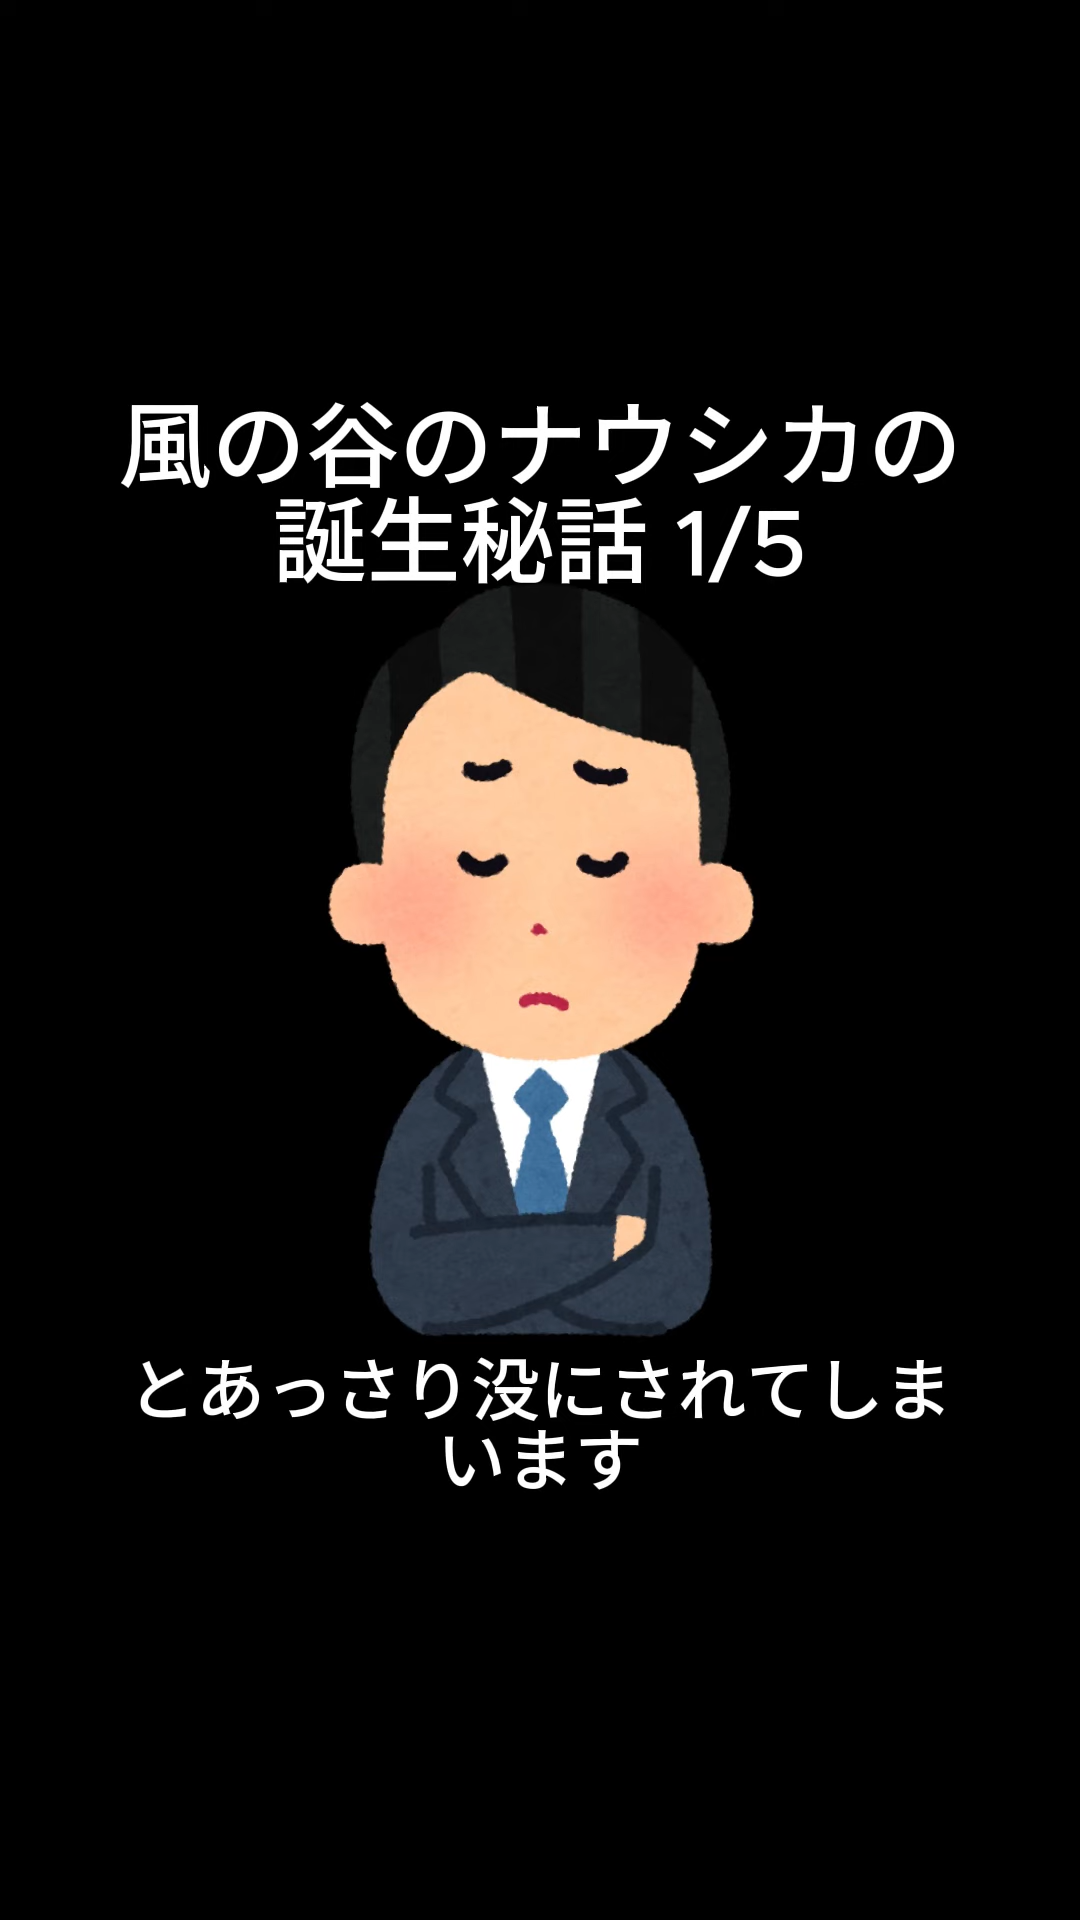 風の谷のナウシカの
誕生秘話 1/5
とあっさり没にされてしま
います